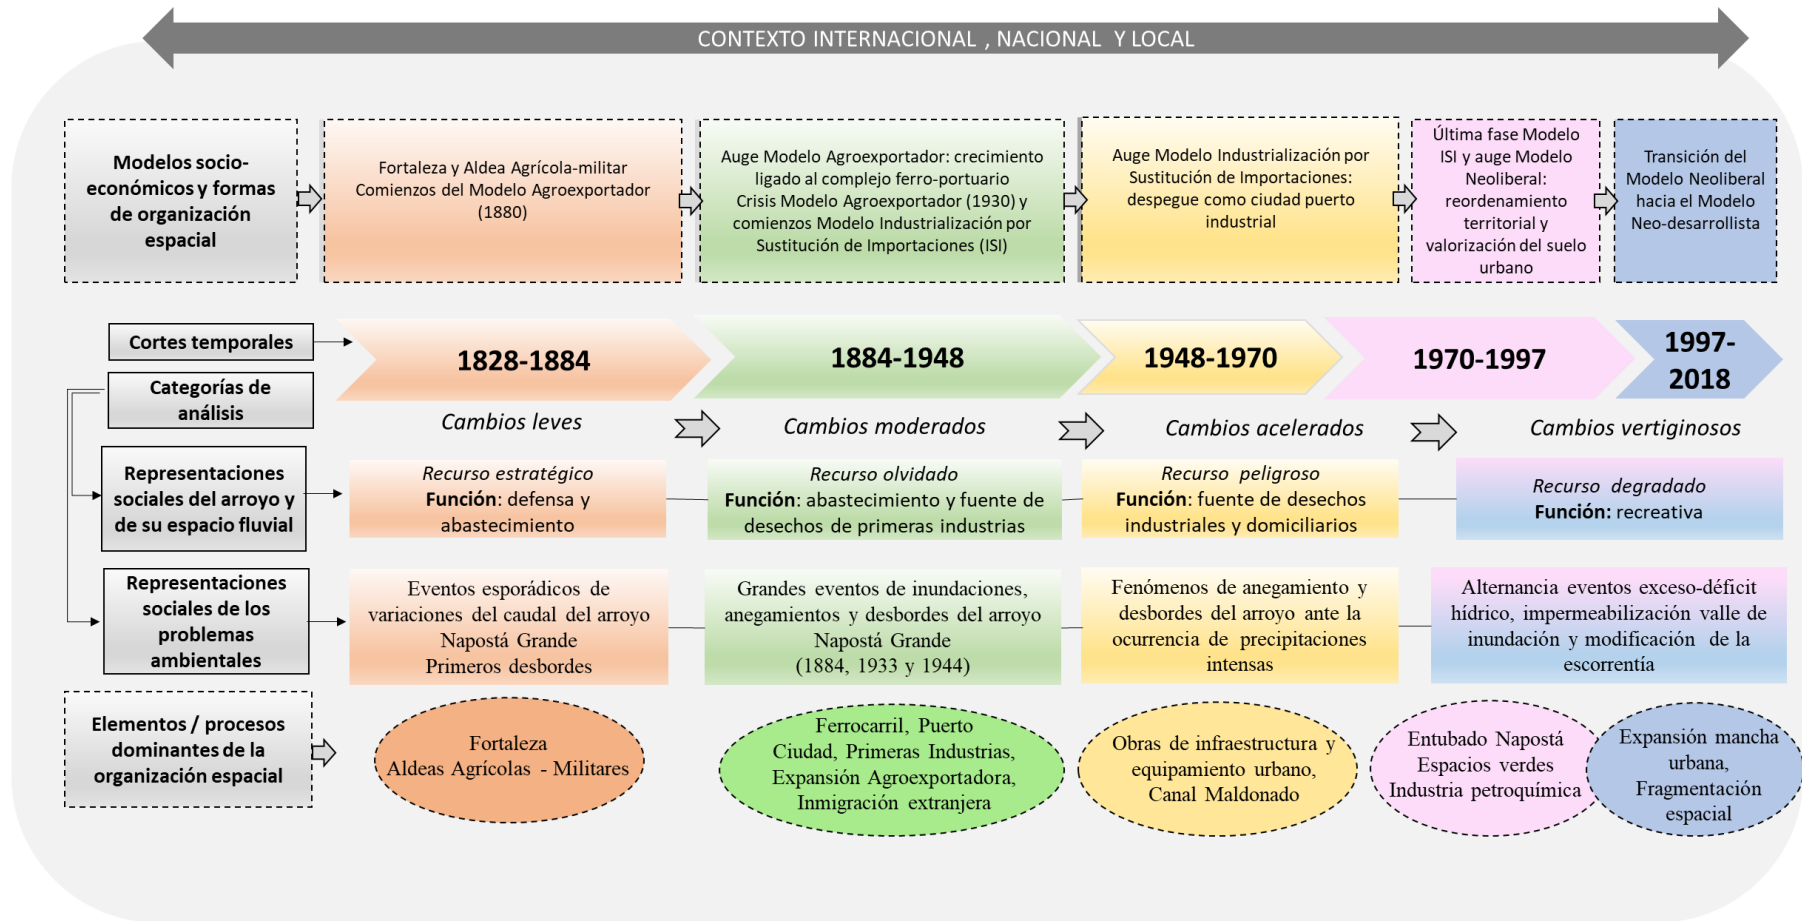 CONTEXTO INTERNACIONAL , NACIONAL Y LOCAL
Modelos socio-
económicos y formas
de organización
espacial
Fortaleza y Aldea Agrícola-militar
Comienzos del Modelo Agroexportador
(1880)
Auge Modelo Agroexportador: crecimiento
ligado al complejo ferro-portuario
Crisis Modelo Agroexportador (1930) y
comienzos Modelo Industrialización por
Sustitución de Importaciones (ISI)
Auge Modelo Industrialización por
Sustitución de Importaciones:
despegue como ciudad puerto
industrial
Última fase Modelo
ISI y auge Modelo
Neoliberal:
reordenamiento
territorial y
valorización del suelo
urbano
Transición del
Modelo Neoliberal
hacia el Modelo
Neo-desarrollista
Cortes temporales
1828-1884
1884-1948
1948-1970
1970-1997
1997-
2018
Categorías de
análisis
Cambios leves
Cambios moderados
Cambios acelerados
Cambios vertiginosos
Representaciones
sociales del arroyo y
de su espacio fluvial
Recurso estratégico
Función: defensa y
abastecimiento
Recurso olvidado
Función: abastecimiento y fuente de
desechos de primeras industrias
Recurso peligroso
Función: fuente de desechos
industriales y domiciliarios
Recurso degradado
Función: recreativa
Representaciones
sociales de los
problemas
ambientales
Eventos esporádicos de
variaciones del caudal del arroyo
Napostá Grande
Primeros desbordes
Grandes eventos de inundaciones,
anegamientos y desbordes del arroyo
Napostá Grande
(1884, 1933 y 1944)
Fenómenos de anegamiento y
desbordes del arroyo ante la
ocurrencia de precipitaciones
intensas
Alternancia eventos exceso-déficit
hídrico, impermeabilización valle de
inundación y modificación de la
escorrentía
Elementos / procesos
dominantes de la
organización espacial
Fortaleza
Aldeas Agrícolas - Militares
Ferrocarril, Puerto
Ciudad, Primeras Industrias,
Expansión Agroexportadora,
Inmigración extranjera
Obras de infraestructura y
equipamiento urbano,
Canal Maldonado
Entubado Napostá
Espacios verdes
Industria petroquímica
Expansión mancha
urbana,
Fragmentación
espacial